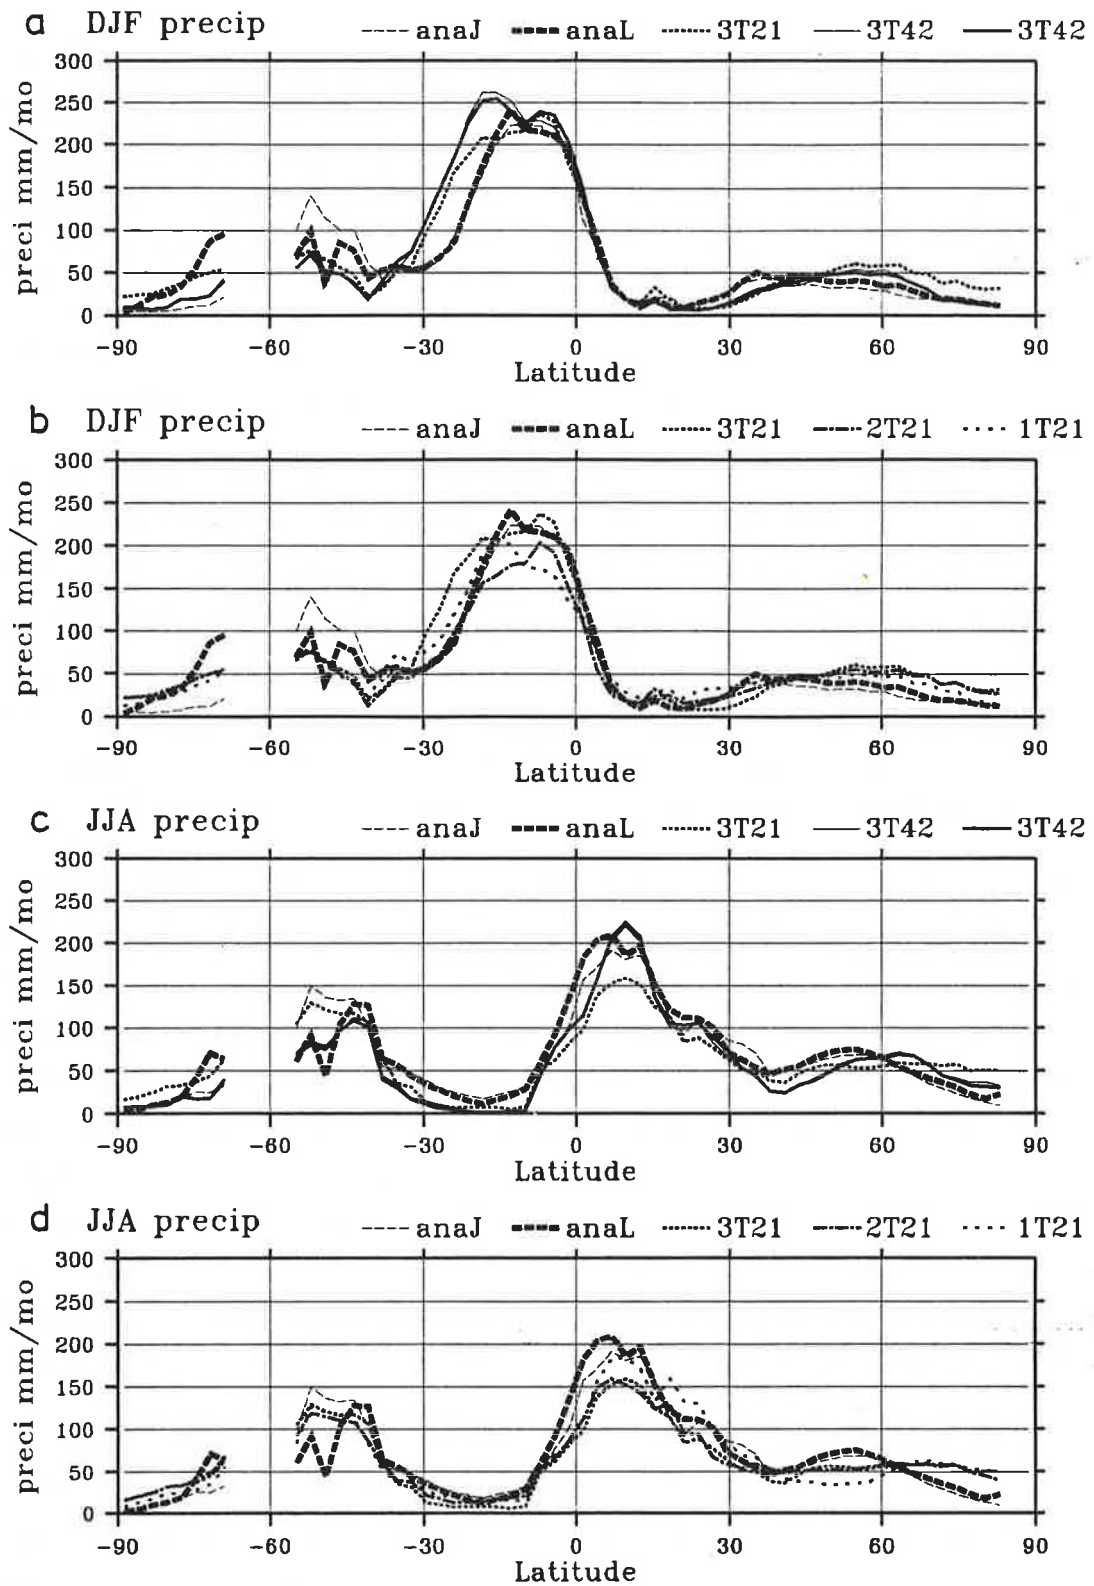 a DJF precip anaJ anaL 3T21 3T42 3T42
300
250
200
150
100
50
0
preci mm/mo
-90 -60 -30 0 30 60 90
Latitude
b DJF precip anaJ anaL 3T21 2T21 1T21
300
250
200
150
100
50
0
preci mm/mo
-90 -60 -30 0 30 60 90
Latitude
c JJA precip anaJ anaL 3T21 3T42 3T42
300
250
200
150
100
50
0
preci mm/mo
-90 -60 -30 0 30 60 90
Latitude
d JJA precip anaJ anaL 3T21 2T21 1T21
300
250
200
150
100
50
0
preci mm/mo
-90 -60 -30 0 30 60 90
Latitude